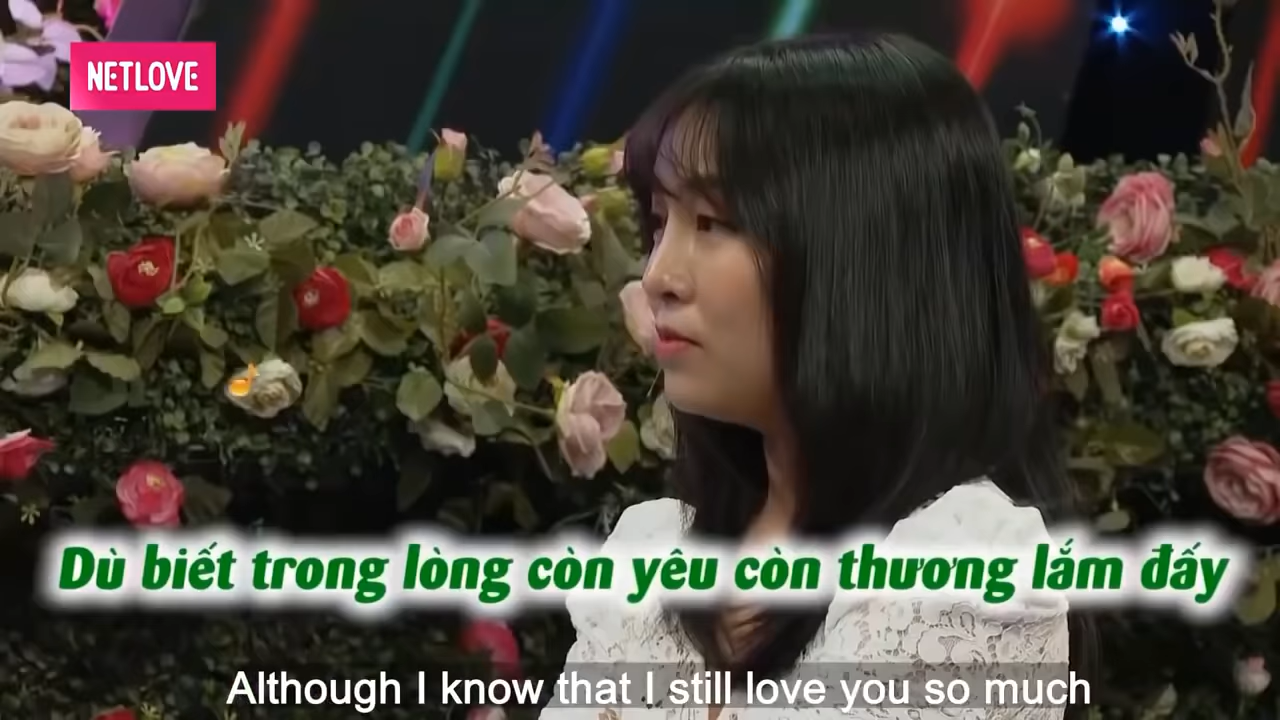 NETLOVE
Dù biết trong lòng còn yêu còn thương lắm đấy
Although I know that I still love you so much